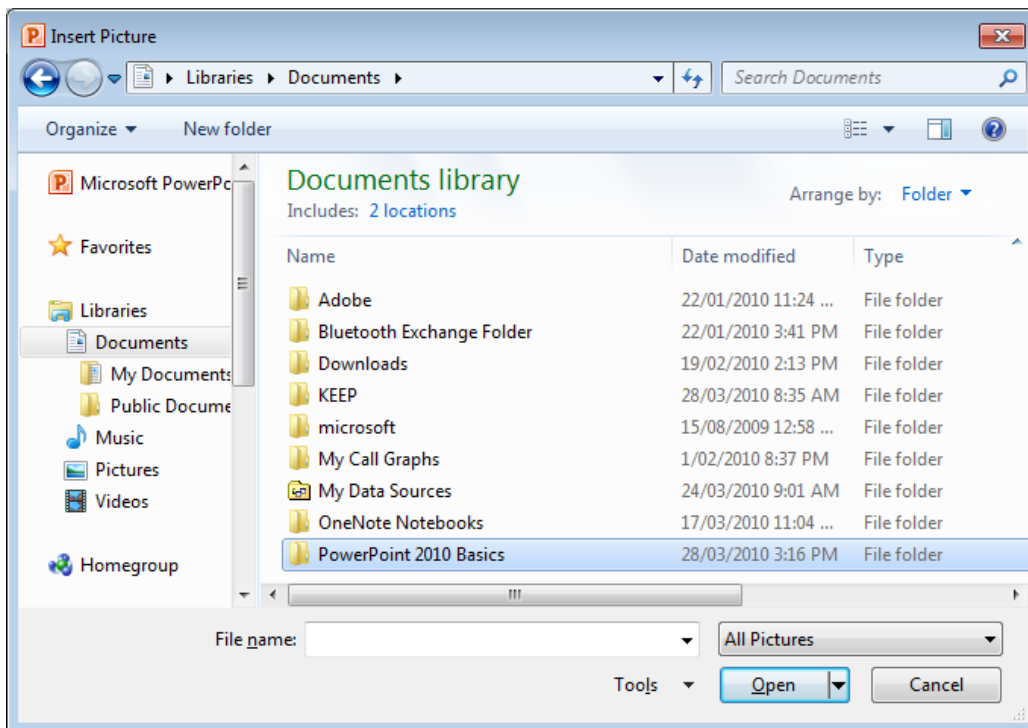 Insert Picture
Libraries Documents Search Documents
Organize New folder
Microsoft PowerPc
Favorites
Libraries
Documents
My Documents
Public Docume
Music
Pictures
Videos
Homegroup
Documents library
Includes: 2 locations
Arrange by: Folder
Name Date modified Type
Adobe 22/01/2010 11:24 ... File folder
Bluetooth Exchange Folder 22/01/2010 3:41 PM File folder
Downloads 19/02/2010 2:13 PM File folder
KEEP 28/03/2010 8:35 AM File folder
microsoft 15/08/2009 12:58 ... File folder
My Call Graphs 1/02/2010 8:37 PM File folder
My Data Sources 24/03/2010 9:01 AM File folder
OneNote Notebooks 17/03/2010 11:04 ... File folder
PowerPoint 2010 Basics 28/03/2010 3:16 PM File folder
File name: All Pictures
Tools Open Cancel